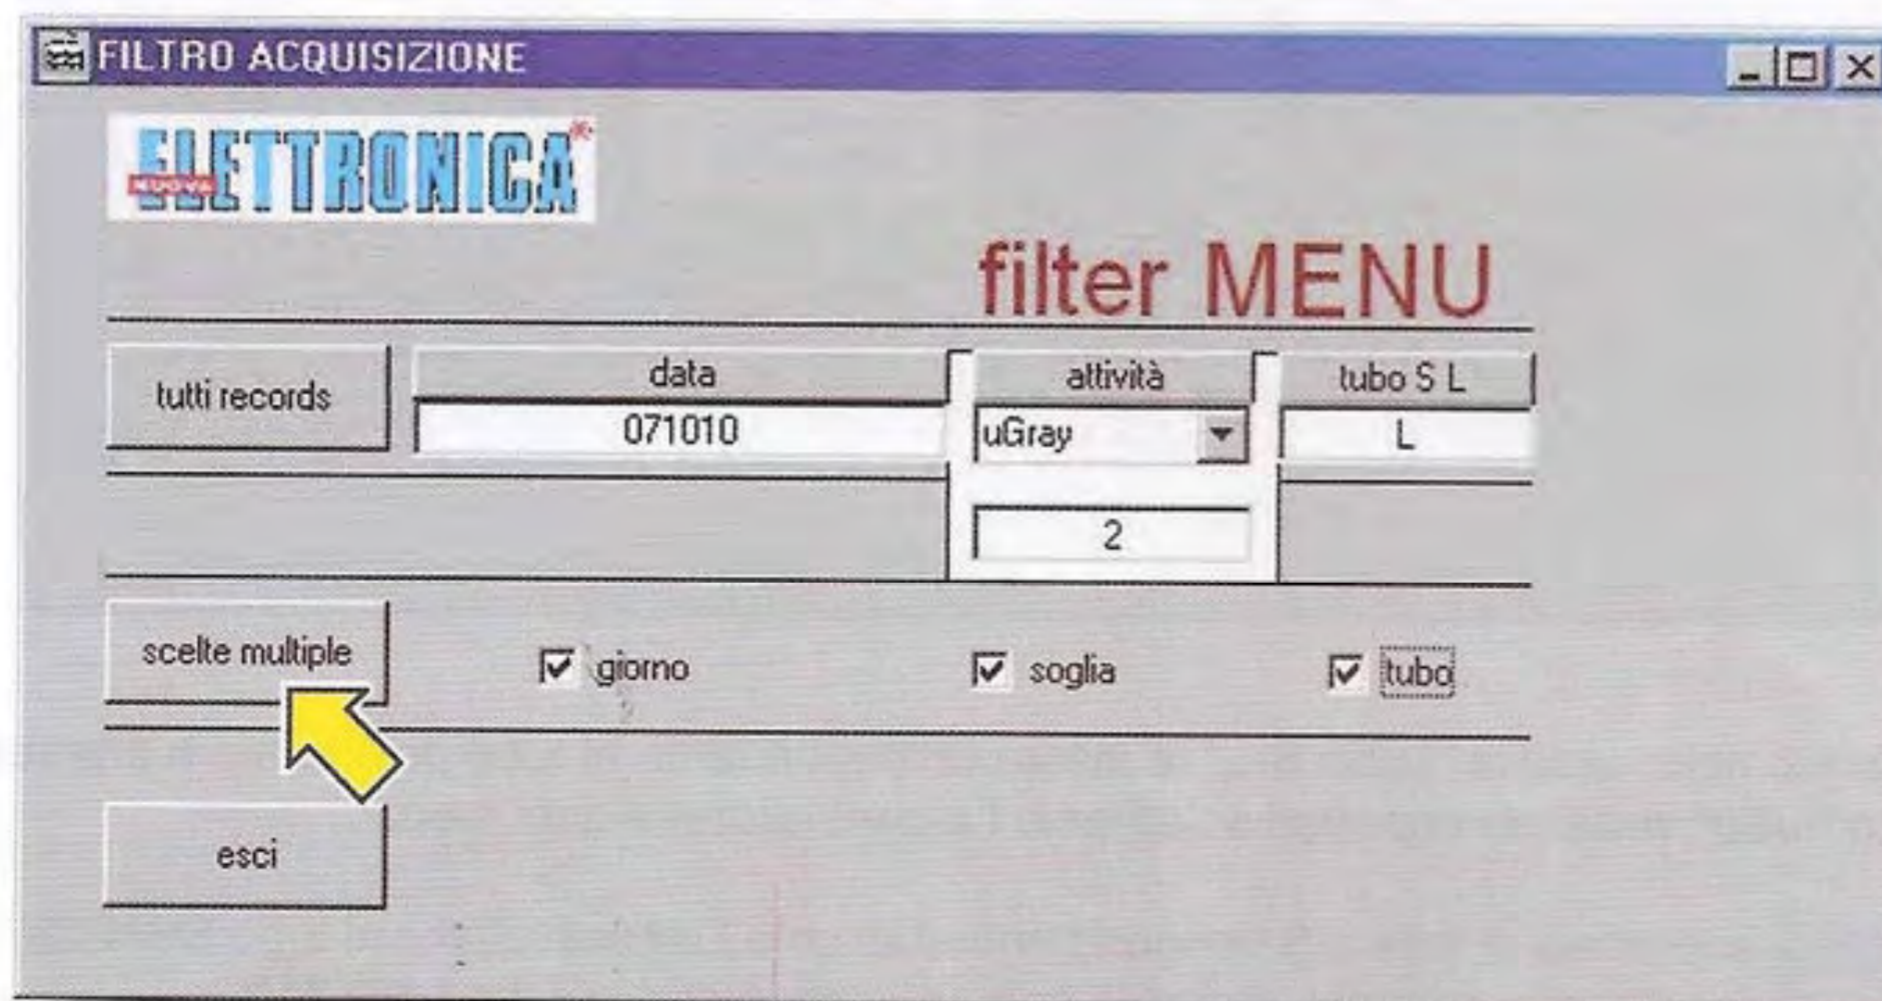 FILTRO ACQUISIZIONE
NUOVA ELETTRONICA
filter MENU
tutti records data attività tubo S L
071010 uGray L
2
scelte multiple giorno soglia tubo
esci